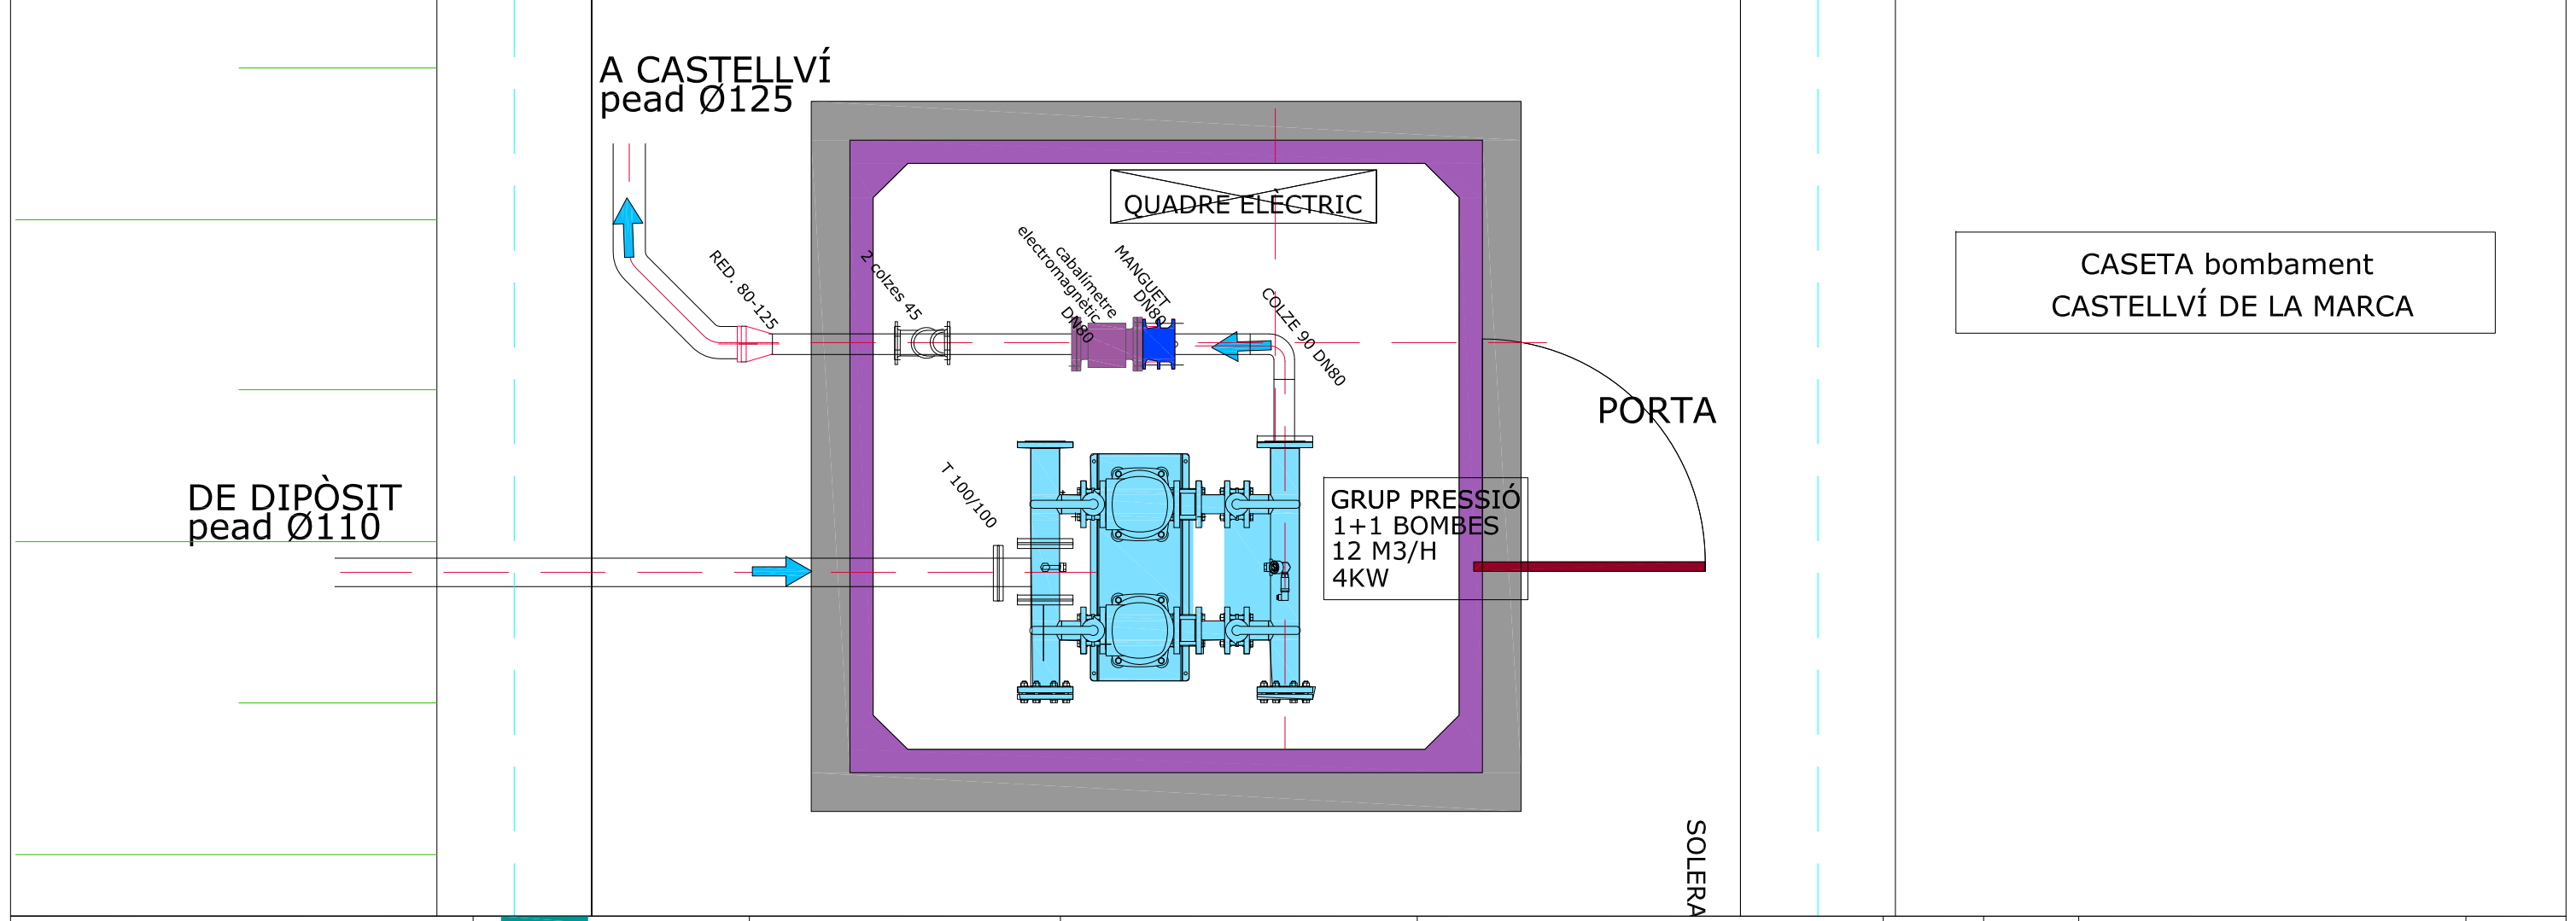 A CASTELLVÍ
pead Ø125
QUADRE ELÈCTRIC
CASETA bombament
CASTELLVÍ DE LA MARCA
RED. 80-125
2 colzes 45
cabalímetre
electromagnètic
DN80
MANGUET
DN80
COLZE 90 DN80
PORTA
DE DIPÒSIT
pead Ø110
T 100/100
GRUP PRESSIÓ
1+1 BOMBES
12 M3/H
4KW
SOLERA